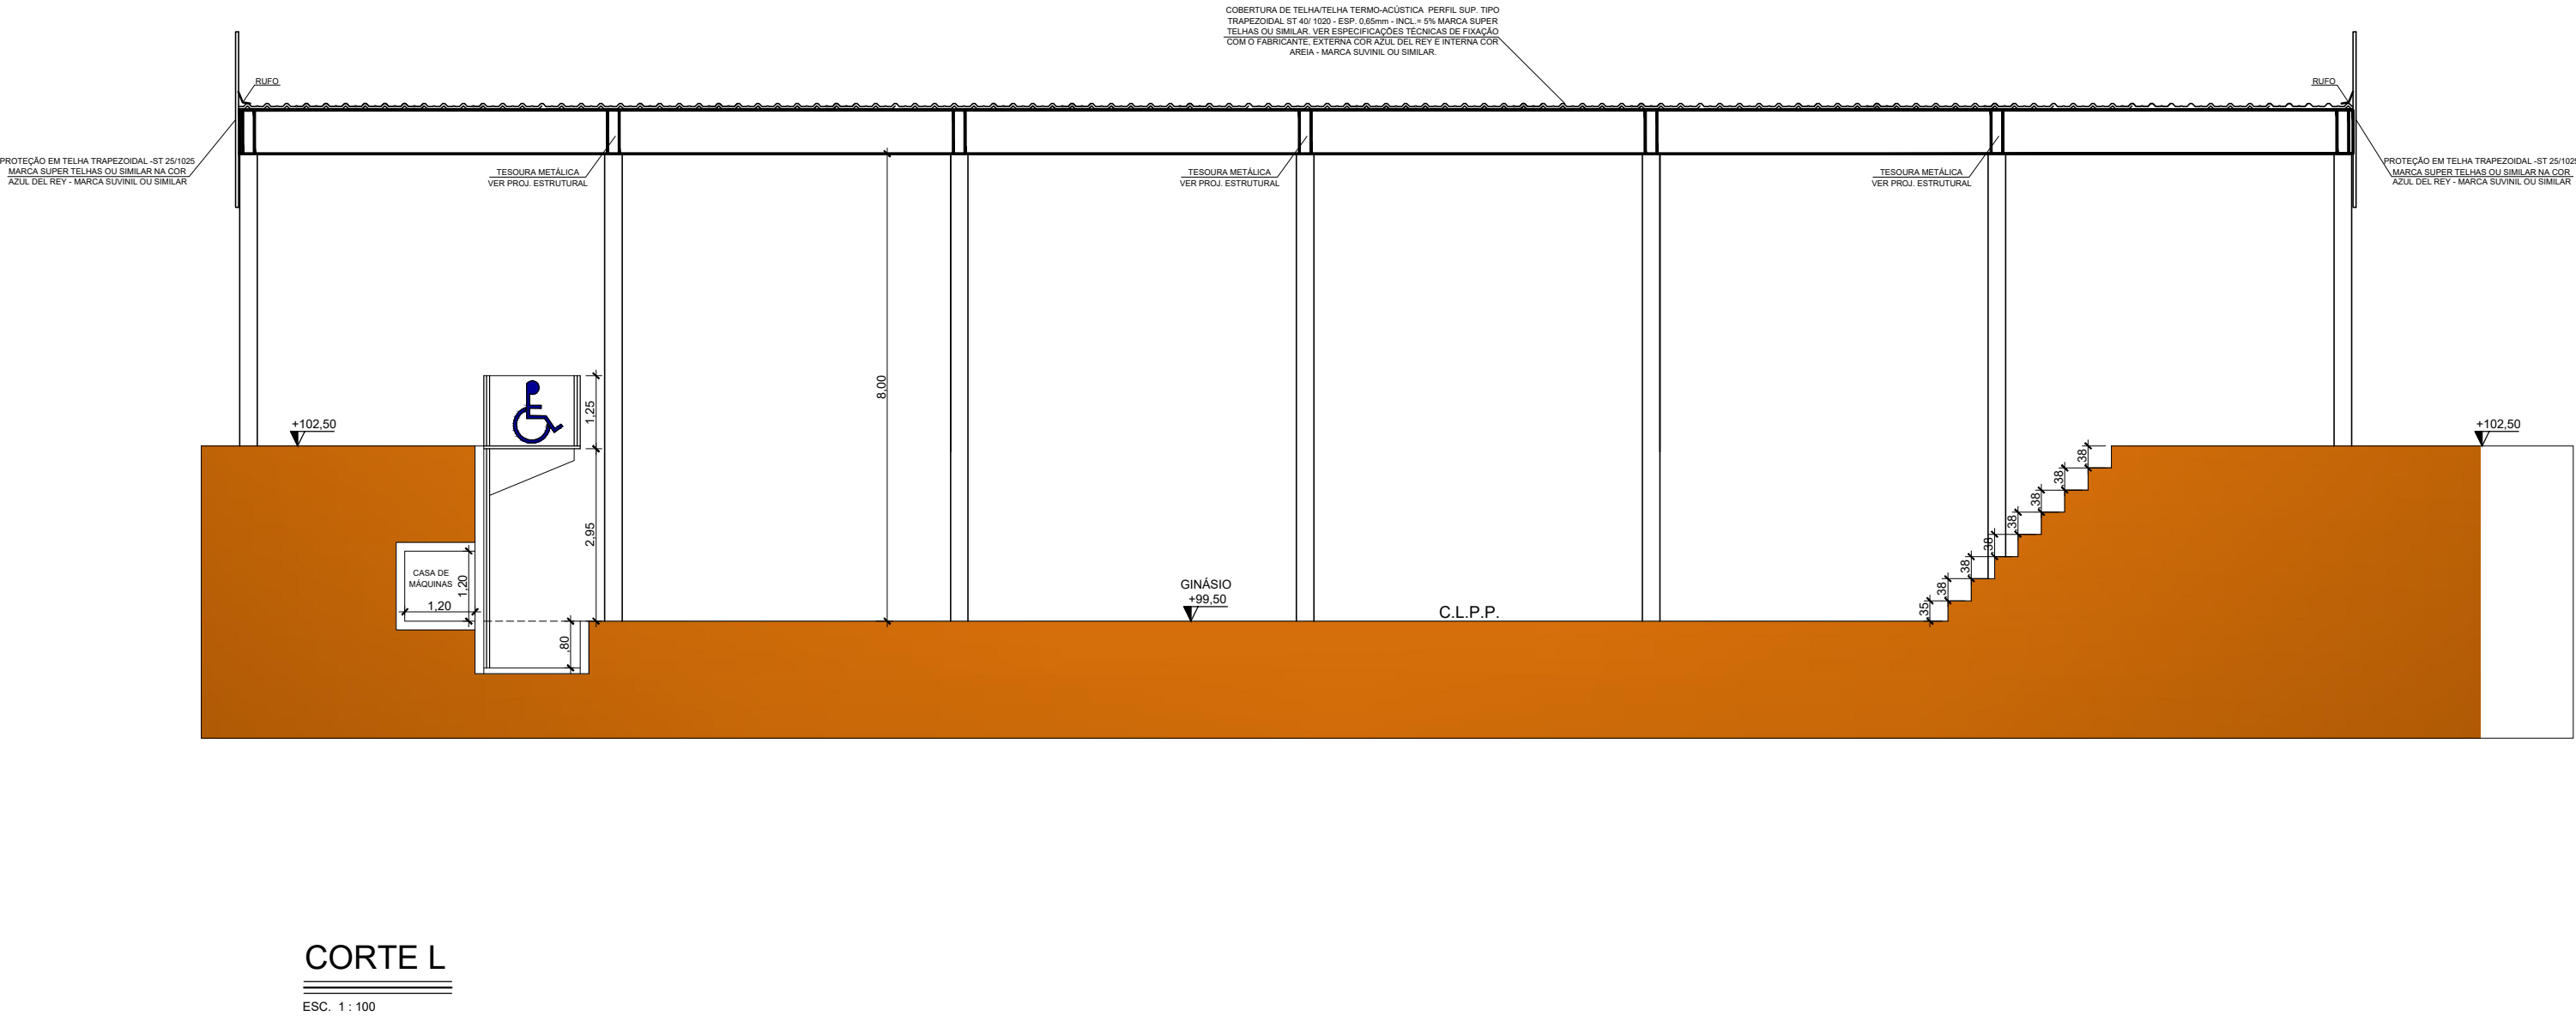 COBERTURA DE TELHA/TELHA TERMO-ACÚSTICA PERFIL SUP. TIPO
TRAPEZOIDAL ST 40/ 1020 - ESP. 0,65mm - INCL.= 5% MARCA SUPER
TELHAS OU SIMILAR. VER ESPECIFICAÇÕES TÉCNICAS DE FIXAÇÃO
COM O FABRICANTE, EXTERNA COR AZUL DEL REY E INTERNA COR
AREIA - MARCA SUVINIL OU SIMILAR.
RUFO
RUFO
PROTEÇÃO EM TELHA TRAPEZOIDAL -ST 25/1025
MARCA SUPER TELHAS OU SIMILAR NA COR
AZUL DEL REY - MARCA SUVINIL OU SIMILAR
TESOURA METÁLICA
VER PROJ. ESTRUTURAL
TESOURA METÁLICA
VER PROJ. ESTRUTURAL
TESOURA METÁLICA
VER PROJ. ESTRUTURAL
PROTEÇÃO EM TELHA TRAPEZOIDAL -ST 25/1025
MARCA SUPER TELHAS OU SIMILAR NA COR
AZUL DEL REY - MARCA SUVINIL OU SIMILAR
+102,50
1,25
8,00
+102,50
2,95
CASA DE
MÁQUINAS
1,20
1,20
,80
GINÁSIO
+99,50
C.L.P.P.
38
38
38
38
38
38
38
35
CORTE L
ESC. 1 : 100